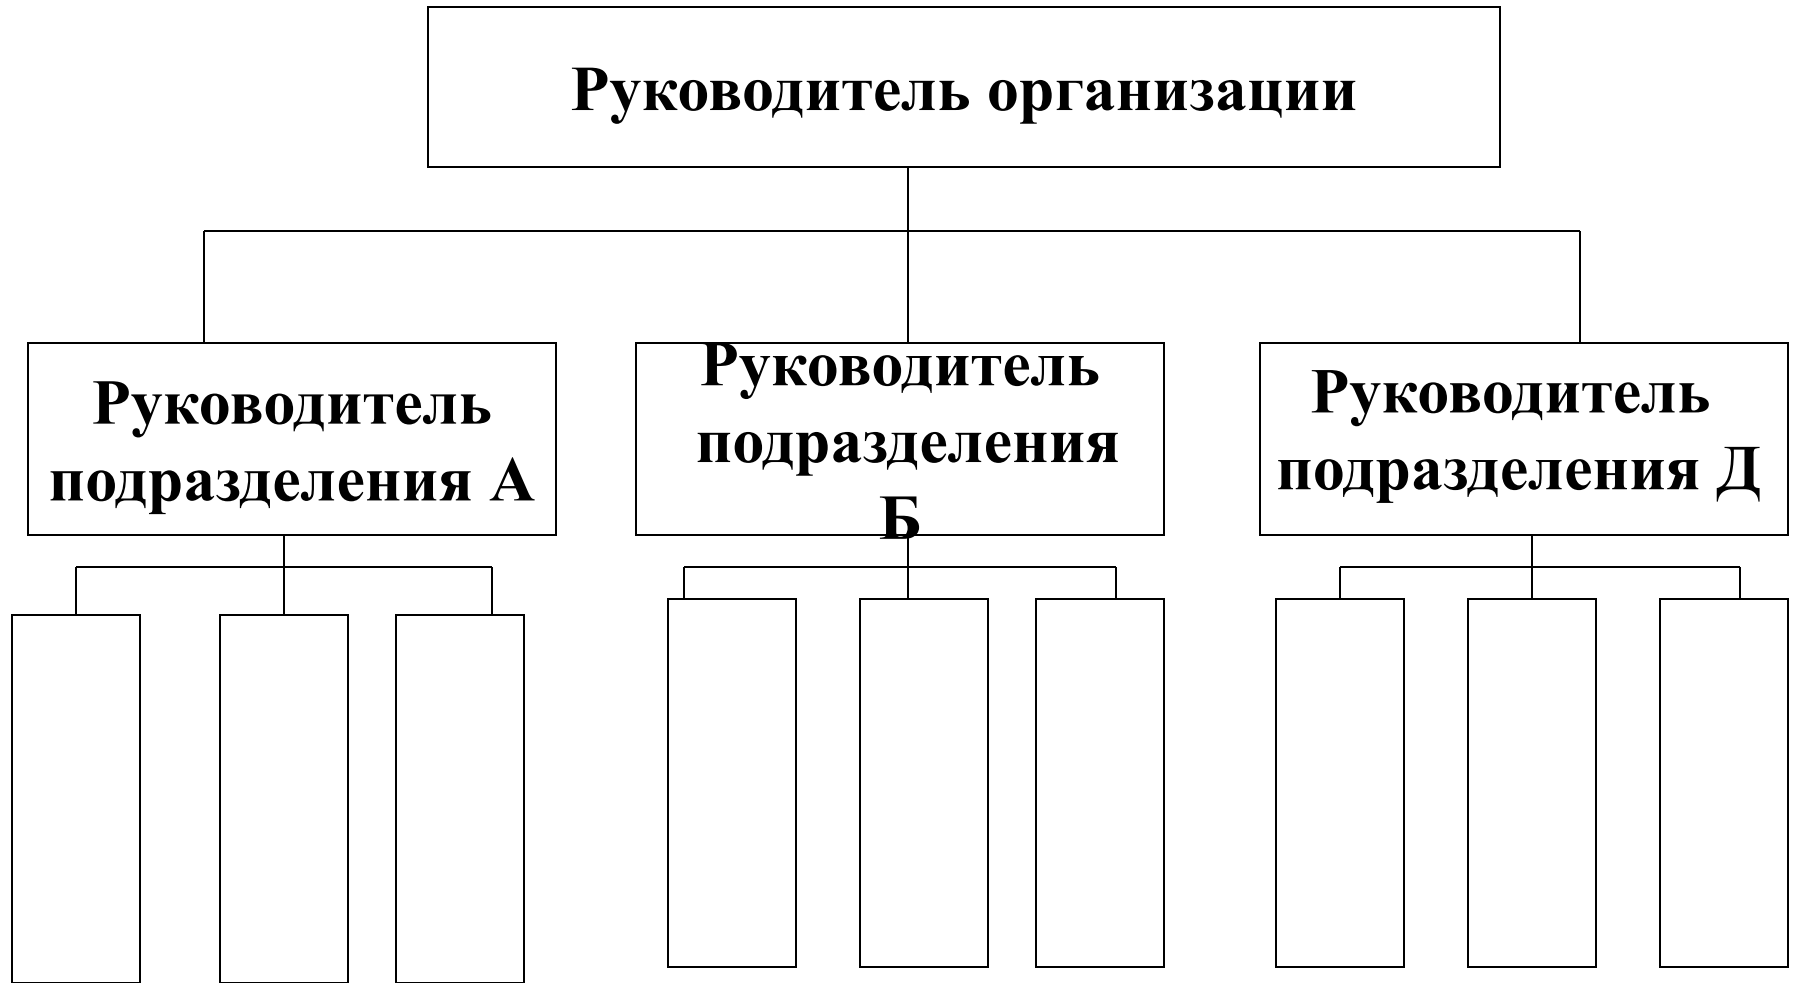 Руководитель организации
Руководитель
подразделения А
Руководитель
подразделения
Б
Руководитель
подразделения Д